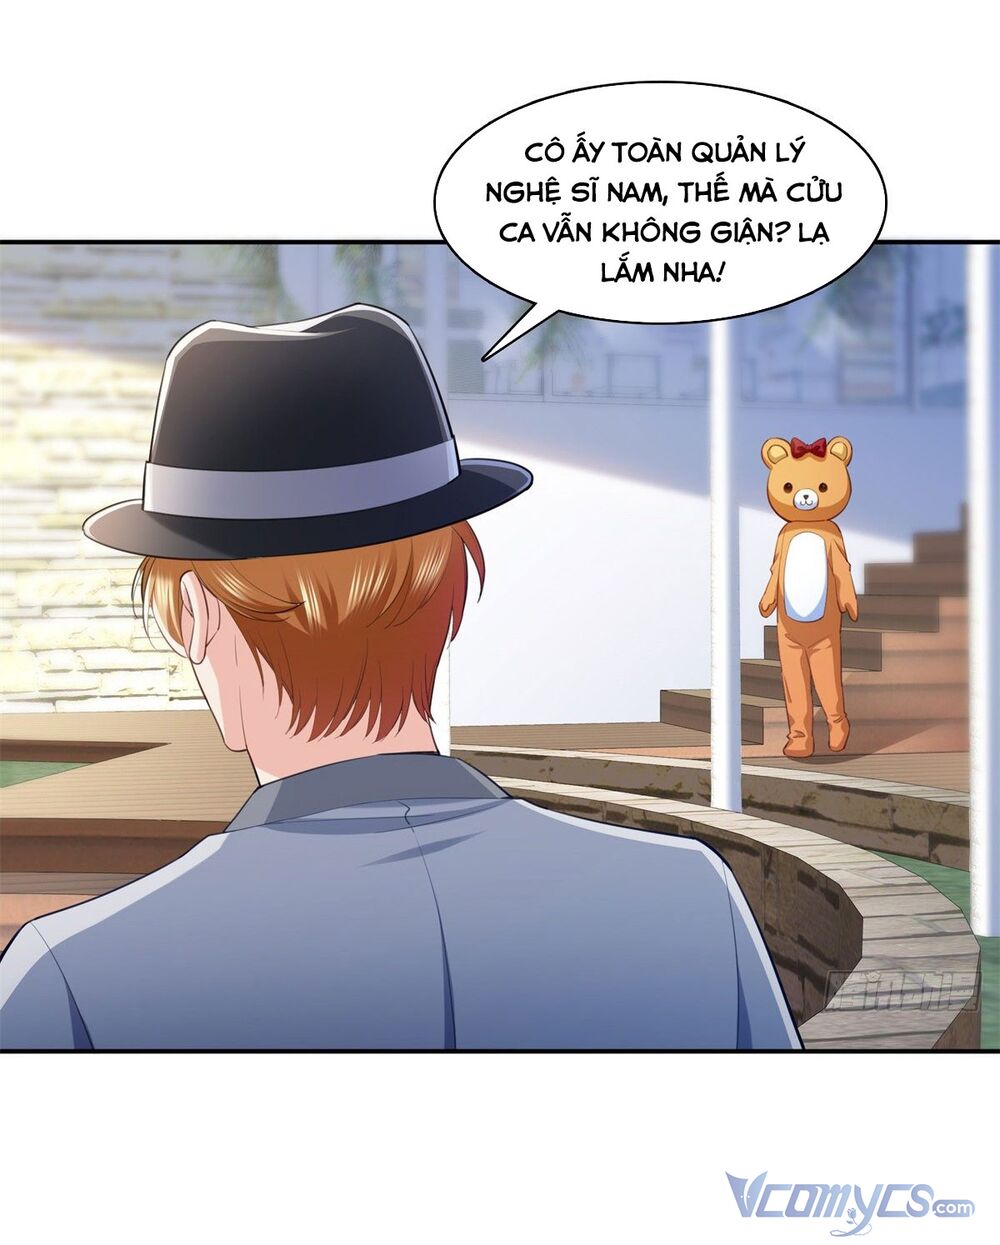 CÔ ẤY TOÀN QUẢN LÝ
NGHỆ SĨ NAM, THẾ MÀ CỬU
CA VẪN KHÔNG GIẬN? LẠ
LẮM NHA!
VCOMYCS.com